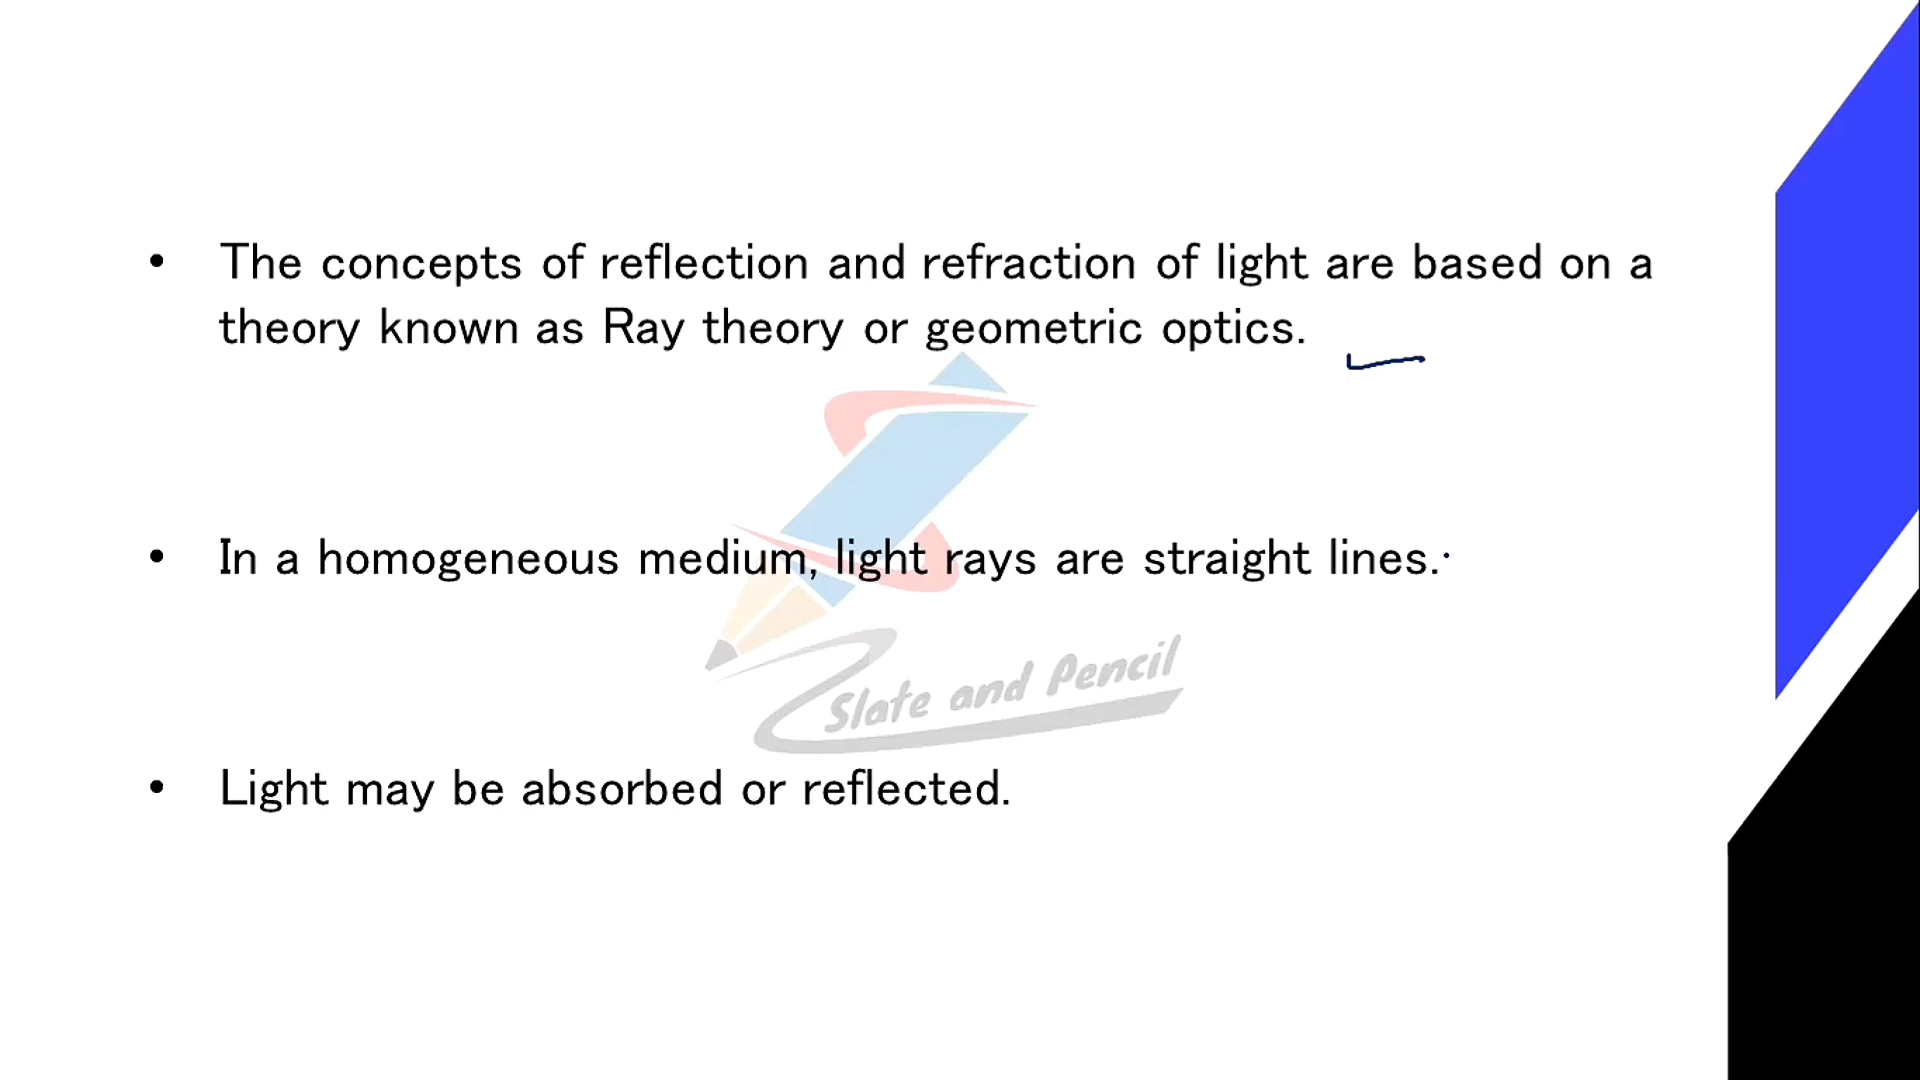 • The concepts of reflection and refraction of light are based on a
theory known as Ray theory or geometric optics.
• In a homogeneous medium, light rays are straight lines.
Slate and Pencil
• Light may be absorbed or reflected.